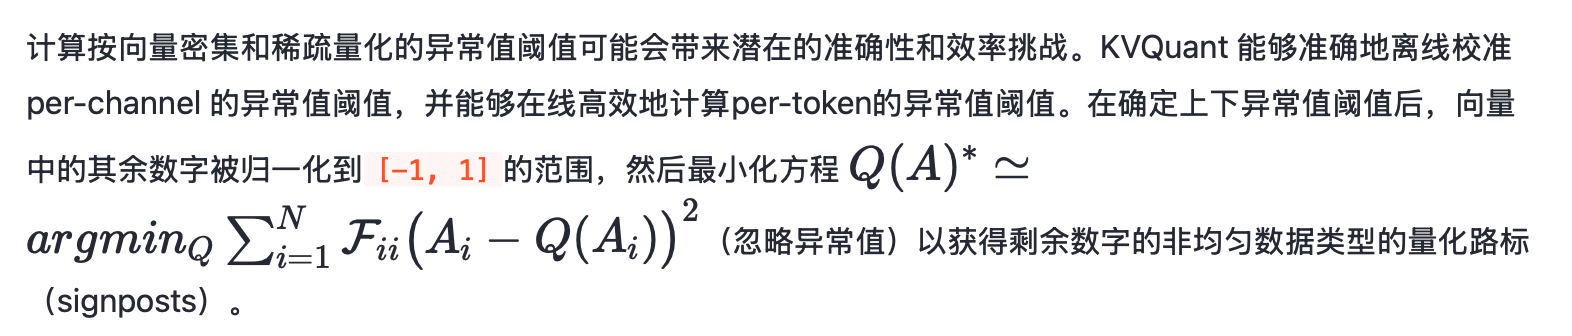 计算按向量密集和稀疏量化的异常值阈值可能会带来潜在的准确性和效率挑战。KVQuant 能够准确地离线校准
per-channel 的异常值阈值，并能够在线高效地计算per-token的异常值阈值。在确定上下异常值阈值后，向量
中的其余数字被归一化到 [-1, 1] 的范围，然后最小化方程 Q(A)* ≃
argmin_Q ∑_{i=1}^{N} ℱ_{ii}(A_i − Q(A_i))^2（忽略异常值）以获得剩余数字的非均匀数据类型的量化路标
（signposts）。